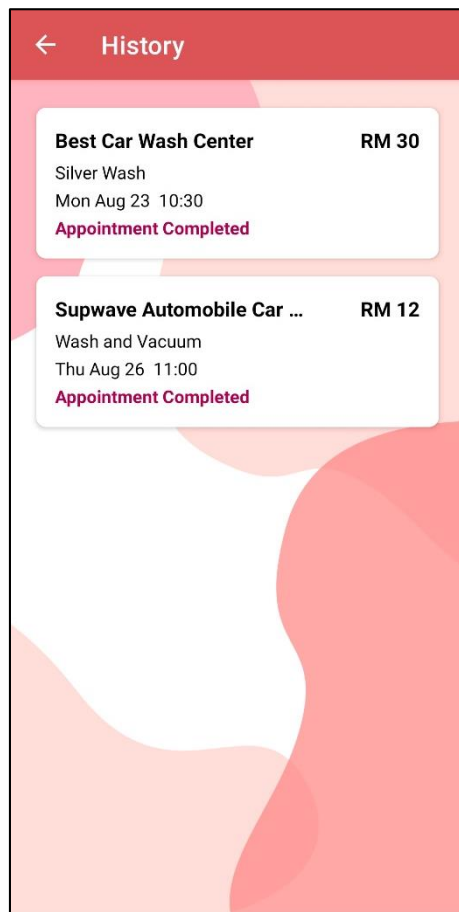 History
Best Car Wash Center RM 30
Silver Wash
Mon Aug 23 10:30
Appointment Completed
Supwave Automobile Car ... RM 12
Wash and Vacuum
Thu Aug 26 11:00
Appointment Completed